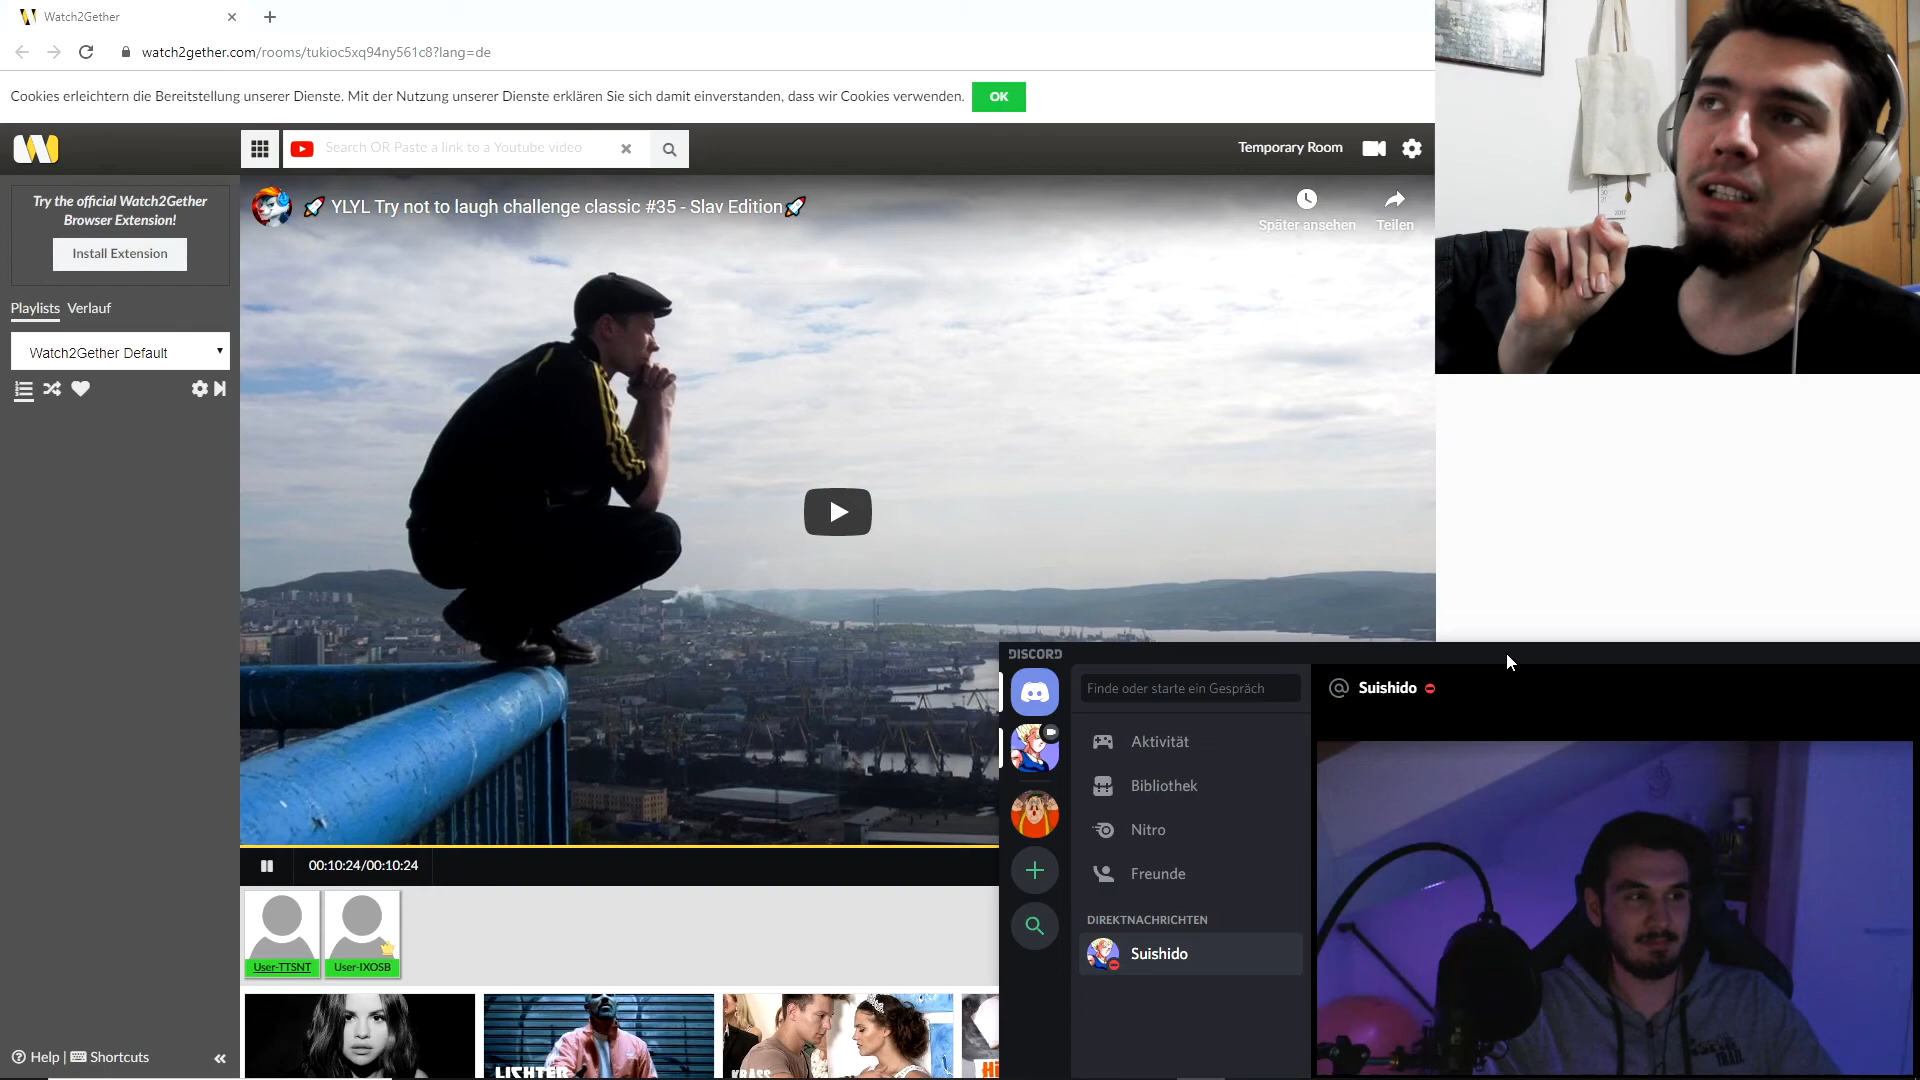 Watch2Gether
watch2gether.com/rooms/tukioc5xq94ny561c8?lang=de
Cookies erleichtern die Bereitstellung unserer Dienste. Mit der Nutzung unserer Dienste erklären Sie sich damit einverstanden, dass wir Cookies verwenden.
OK
Search OR Paste a link to a Youtube video
Temporary Room
Try the official Watch2Gether
Browser Extension!
Install Extension
Playlists Verlauf
Watch2Gether Default
🚀 YLYL Try not to laugh challenge classic #35 - Slav Edition🚀
Später ansehen
Teilen
2017
DISCORD
Finde oder starte ein Gespräch
Suishido
Aktivität
Bibliothek
Nitro
Freunde
DIREKTNACHRICHTEN
Suishido
00:10:24/00:10:24
User-TTSNT
User-IXOSB
LICHTER
KRASS
Help | Shortcuts